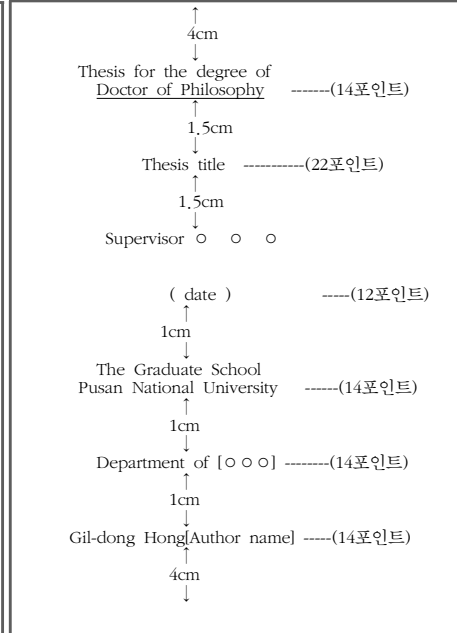 ↑
4cm
↓
Thesis for the degree of
Doctor of Philosophy -------(14포인트)
↑
1.5cm
↓
Thesis title -----------(22포인트)
↑
1.5cm
↓
Supervisor ○ ○ ○
( date ) -----(12포인트)
↑
1cm
↓
The Graduate School
Pusan National University ------(14포인트)
↑
1cm
↓
Department of [○○○] --------(14포인트)
↑
1cm
↓
Gil-dong Hong[Author name] -----(14포인트)
↑
4cm
↓